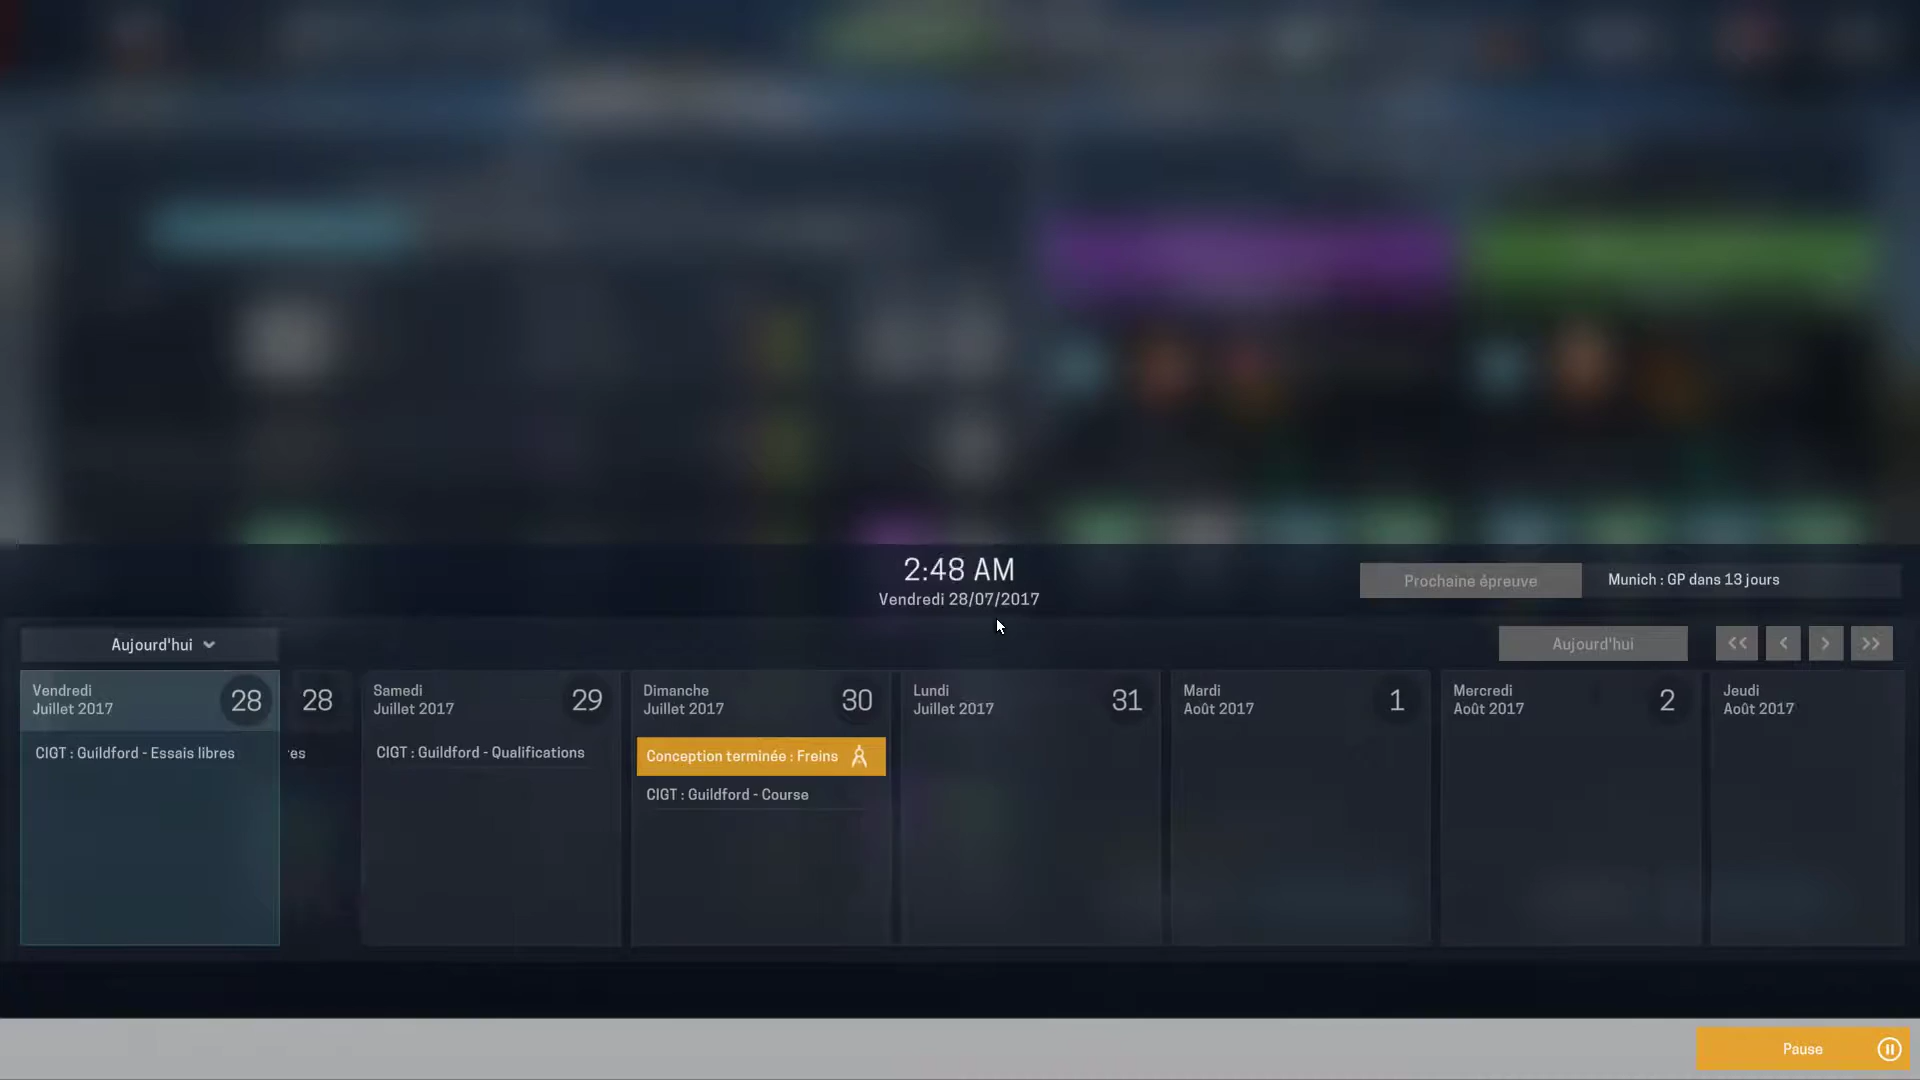 2:48 AM
Vendredi 28/07/2017
Prochaine épreuve
Munich : GP dans 13 jours
Aujourd'hui
Aujourd'hui
<<
<
>
>>
Vendredi
Juillet 2017
28
CIGT : Guildford - Essais libres
28
res
Samedi
Juillet 2017
29
CIGT : Guildford - Qualifications
Dimanche
Juillet 2017
30
Conception terminée : Freins
CIGT : Guildford - Course
Lundi
Juillet 2017
31
Mardi
Août 2017
1
Mercredi
Août 2017
2
Jeudi
Août 2017
Pause